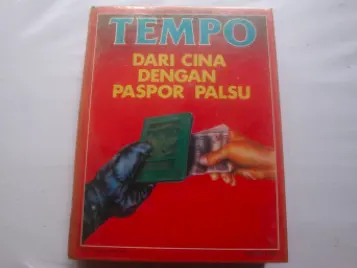 TEMPO
DARI CINA
DENGAN
PASPOR PALSU